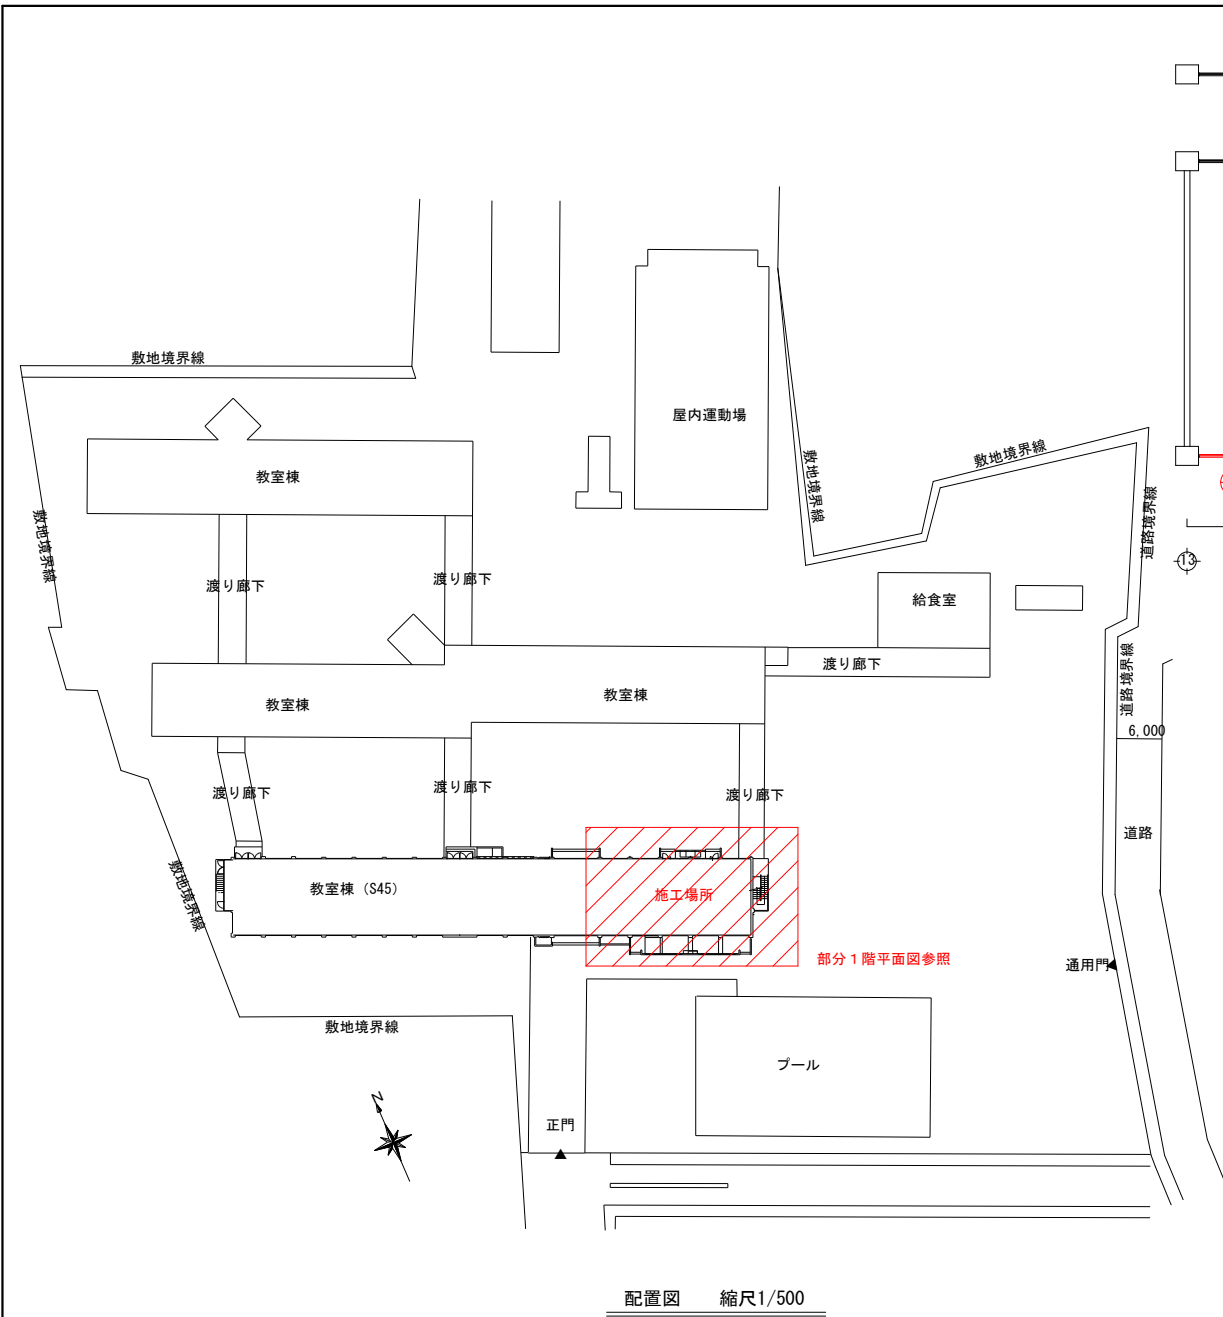 敷地境界線
屋内運動場
教室棟
敷地境界線
敷地境界線
道路境界線
敷地境界線
13
渡り廊下
渡り廊下
給食室
渡り廊下
道路境界線
教室棟
教室棟
6,000
渡り廊下
渡り廊下
渡り廊下
道路
教室棟（S45）
施工場所
敷地境界線
部分１階平面図参照
通用門
敷地境界線
プール
N
正門
配置図　縮尺1/500